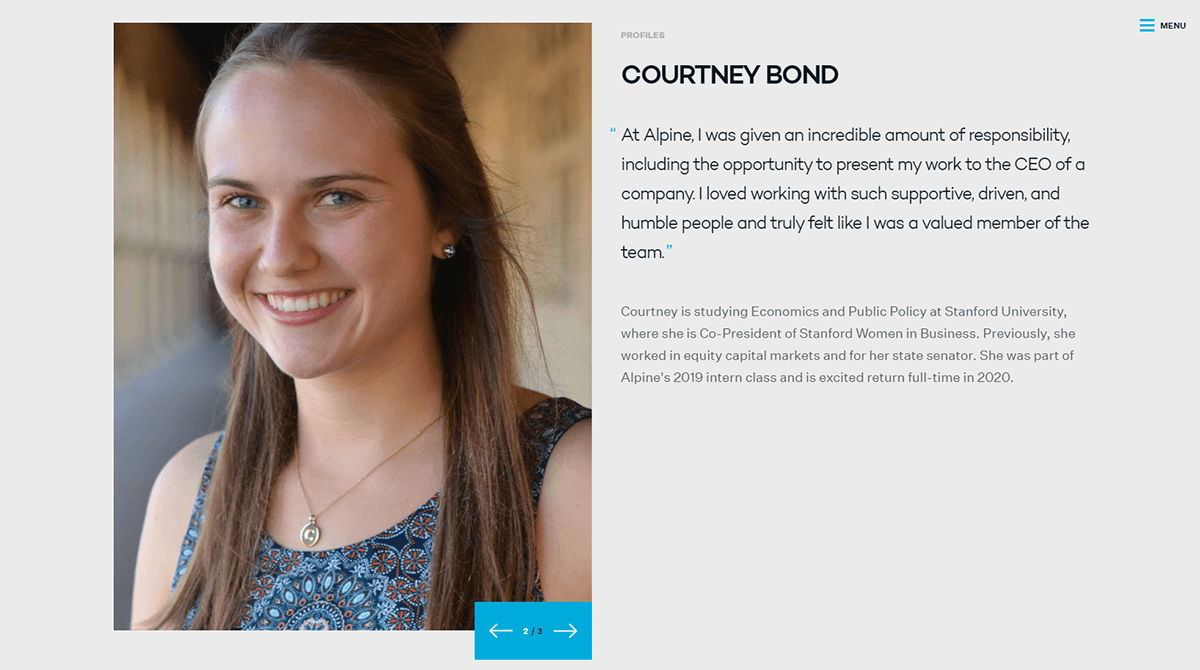 MENU
PROFILES
COURTNEY BOND
“ At Alpine, I was given an incredible amount of responsibility,
including the opportunity to present my work to the CEO of a
company. I loved working with such supportive, driven, and
humble people and truly felt like I was a valued member of the
team.”
Courtney is studying Economics and Public Policy at Stanford University,
where she is Co-President of Stanford Women in Business. Previously, she
worked in equity capital markets and for her state senator. She was part of
Alpine's 2019 intern class and is excited return full-time in 2020.
C
2 / 3